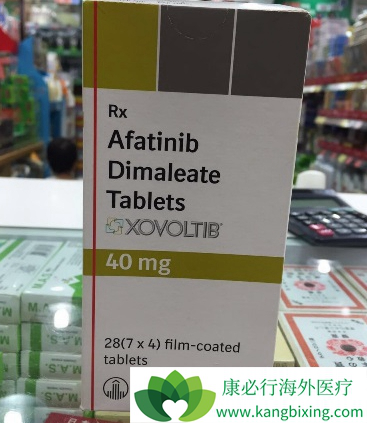 Rx
Afatinib
Dimaleate
Tablets
XOVOLTIB
40 mg
28(7 x 4) film-coated
tablets
康必行海外医疗
www.kangbixing.com
M.A.S.